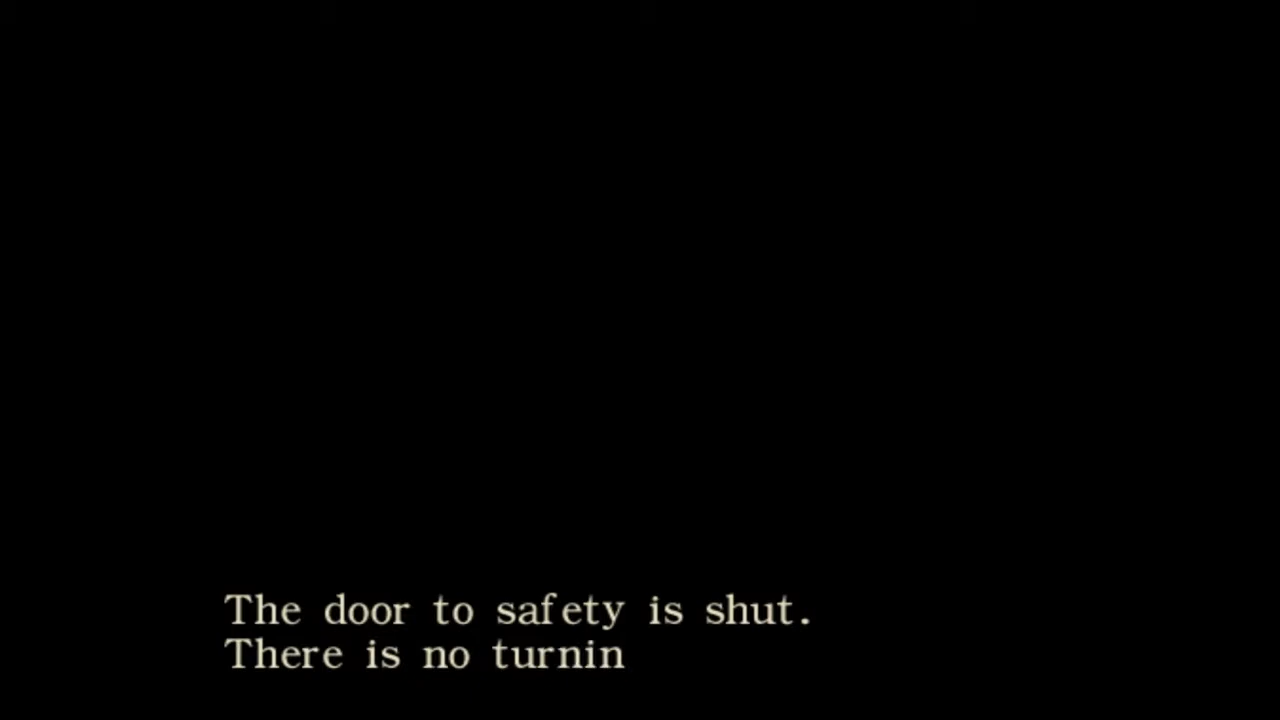 The door to safety is shut.
There is no turnin